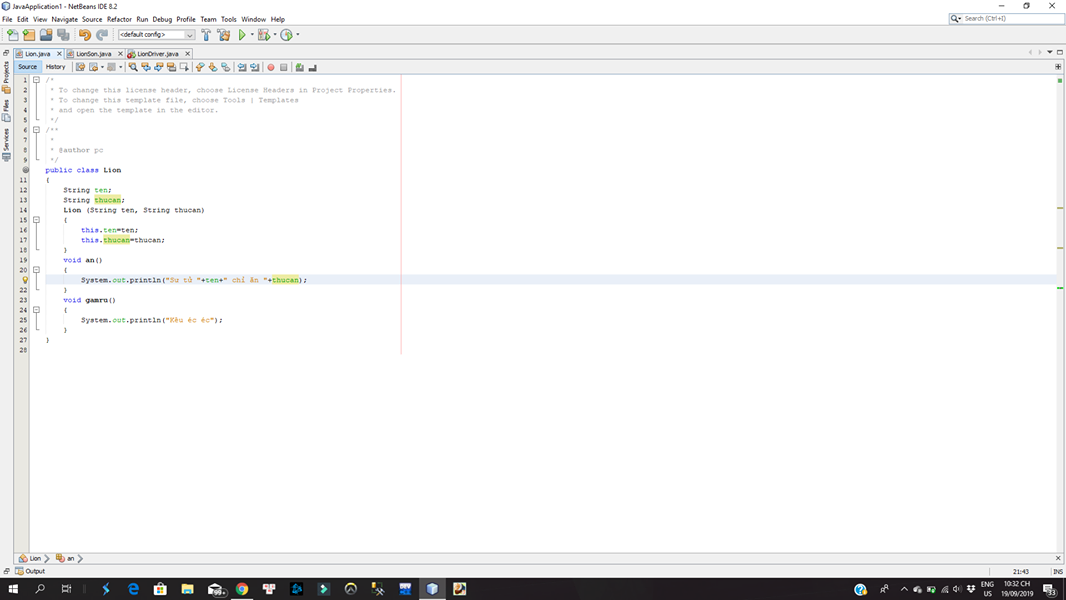 JavaApplication1 - NetBeans IDE 8.2
File Edit View Navigate Source Refactor Run Debug Profile Team Tools Window Help
Search (Ctrl+I)
<default config>
Lion.java
LionSon.java
LionDriver.java
Source History
Projects
Files
Services
1 /*
2 * To change this license header, choose License Headers in Project Properties.
3 * To change this template file, choose Tools | Templates
4 * and open the template in the editor.
5 */
6 /**
7 *
8 * @author pc
9 */
public class Lion
11 {
12 String ten;
13 String thucan;
14 Lion (String ten, String thucan)
15 {
16 this.ten=ten;
17 this.thucan=thucan;
18 }
19 void an()
20 {
System.out.println("Sư tử "+ten+" chỉ ăn "+thucan);
22 }
23 void gamru()
24 {
25 System.out.println("Kêu éc éc");
26 }
27 }
28
Lion an
Output
21:43 INS
99+
ENG
US
10:32 CH
19/09/2019
33